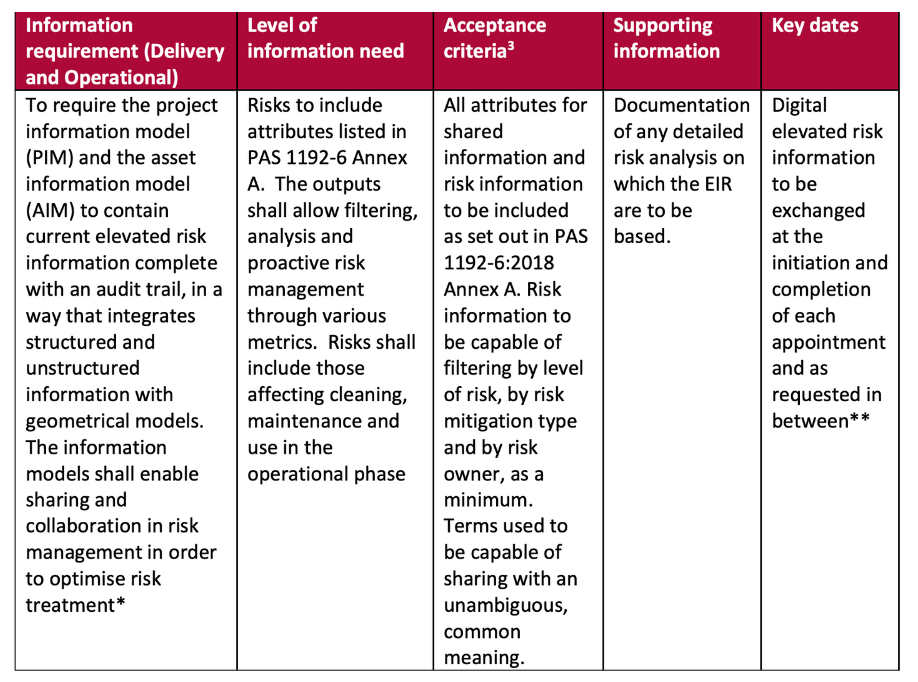 Information
requirement (Delivery
and Operational)
Level of
information need
Acceptance
criteria³
Supporting
information
Key dates
To require the project
information model
(PIM) and the asset
information model
(AIM) to contain
current elevated risk
information complete
with an audit trail, in a
way that integrates
structured and
unstructured
information with
geometrical models.
The information
models shall enable
sharing and
collaboration in risk
management in order
to optimise risk
treatment*
Risks to include
attributes listed in
PAS 1192-6 Annex
A.  The outputs
shall allow filtering,
analysis and
proactive risk
management
through various
metrics.  Risks shall
include those
affecting cleaning,
maintenance and
use in the
operational phase
All attributes for
shared
information and
risk information
to be included
as set out in PAS
1192-6:2018
Annex A. Risk
information to
be capable of
filtering by level
of risk, by risk
mitigation type
and by risk
owner, as a
minimum.
Terms used to
be capable of
sharing with an
unambiguous,
common
meaning.
Documentation
of any detailed
risk analysis on
which the EIR
are to be
based.
Digital
elevated risk
information
to be
exchanged
at the
initiation and
completion
of each
appointment
and as
requested in
between**